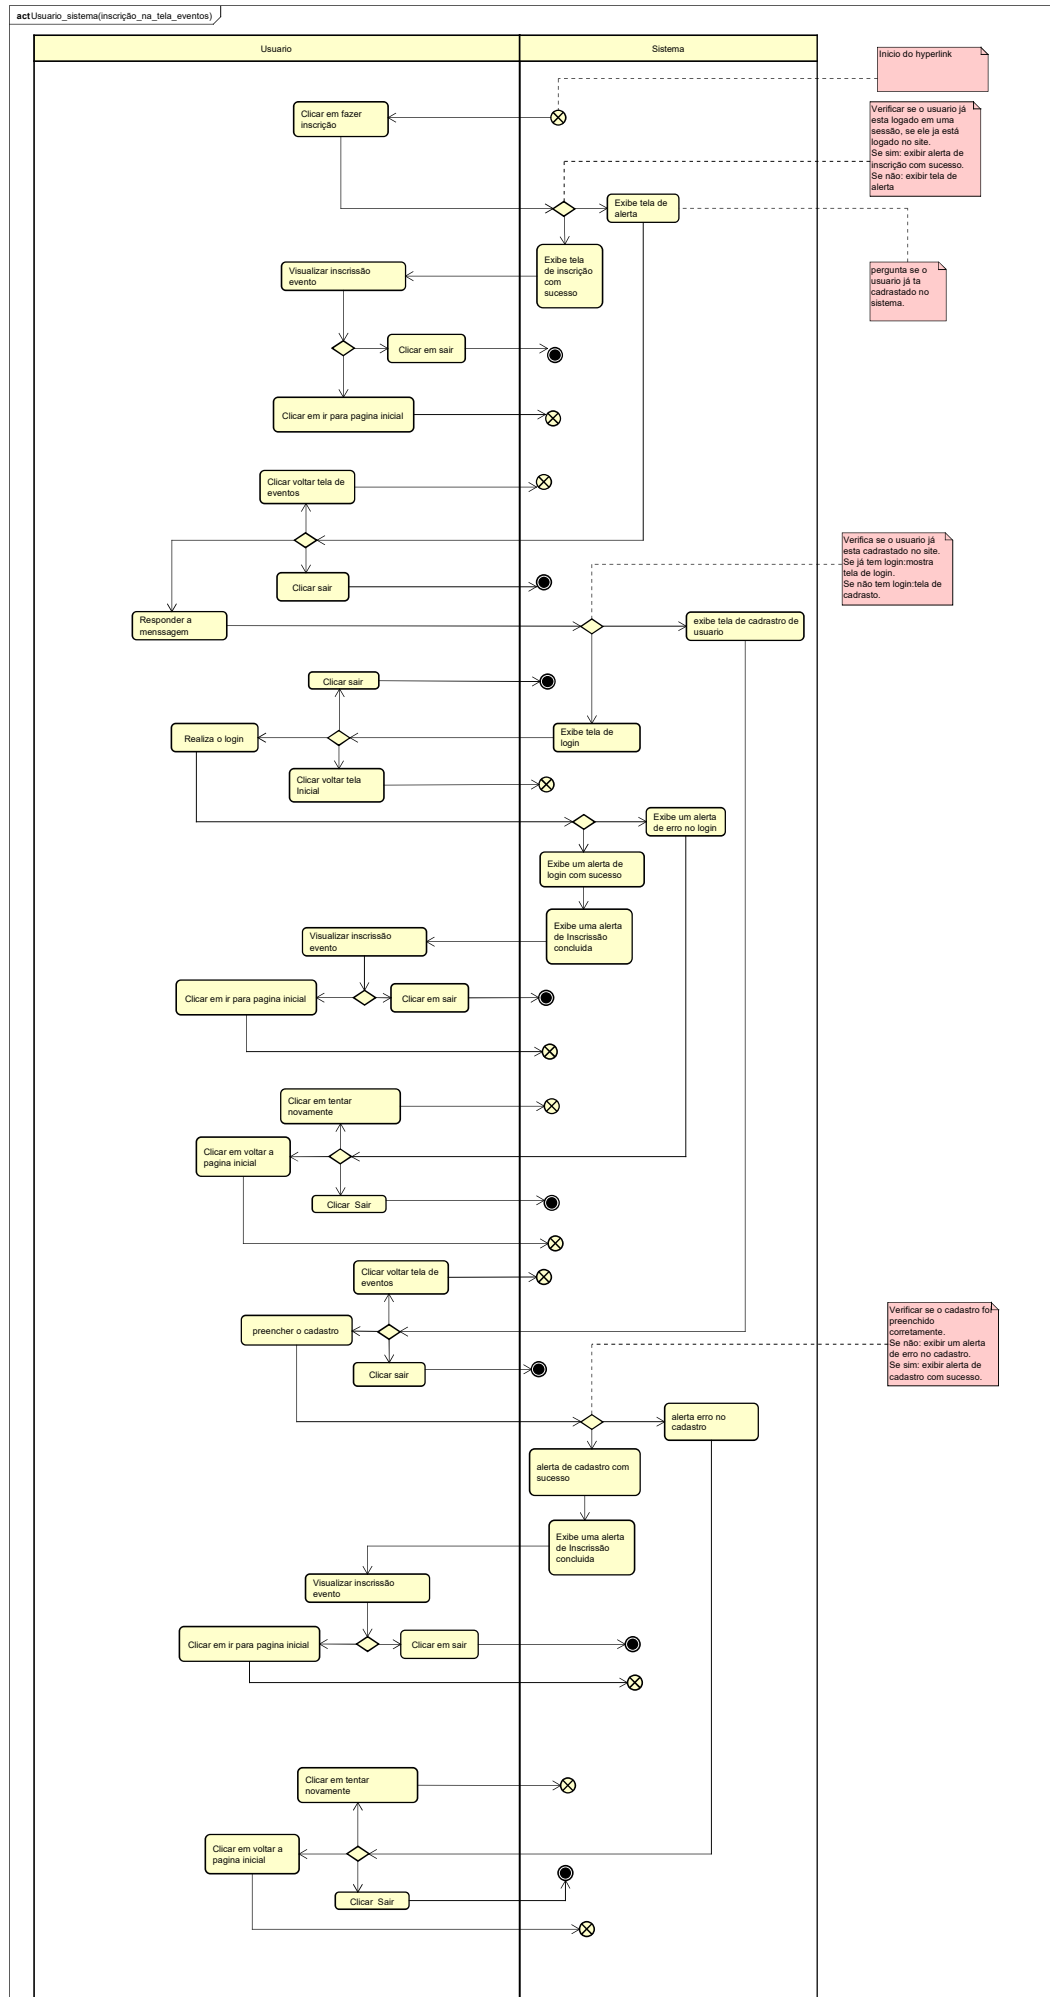 act Usuario_sistema(inscrição_na_tela_eventos)
Usuario
Sistema
Inicio do hyperlink
Clicar em fazer
inscrição
Verificar se o usuario já
esta logado em uma
sessão, se ele ja está
logado no site.
Se sim: exibir alerta de
inscrição com sucesso.
Se não: exibir tela de
alerta
Exibe tela de
alerta
Exibe tela
de inscrição
com
sucesso
Visualizar inscrissão
evento
pergunta se o
usuario já ta
cadrastado no
sistema.
Clicar em sair
Clicar em ir para pagina inicial
Clicar voltar tela de
eventos
Clicar sair
Verifica se o usuario já
esta cadrastado no site.
Se já tem login:mostra
tela de login.
Se não tem login:tela de
cadrasto.
Responder a
menssagem
exibe tela de cadrastro de
usuario
Clicar sair
Realiza o login
Exibe tela de
login
Clicar voltar tela
Inicial
Exibe um alerta
de erro no login
Exibe um alerta de
login com sucesso
Exibe uma alerta
de Inscrissão
concluida
Visualizar inscrissão
evento
Clicar em ir para pagina inicial
Clicar em sair
Clicar em tentar
novamente
Clicar em voltar a
pagina inicial
Clicar Sair
Clicar voltar tela de
eventos
preencher o cadastro
Clicar sair
Verificar se o cadastro foi
preenchido
corretamente.
Se não: exibir um alerta
de erro no cadastro.
Se sim: exibir alerta de
cadastro com sucesso.
alerta erro no
cadastro
alerta de cadastro com
sucesso
Exibe uma alerta
de Inscrissão
concluida
Visualizar inscrissão
evento
Clicar em ir para pagina inicial
Clicar em sair
Clicar em tentar
novamente
Clicar em voltar a
pagina inicial
Clicar Sair